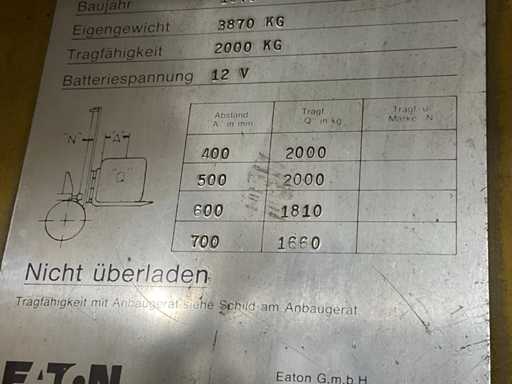 Baujahr
Eigengewicht 3870 KG
Tragfähigkeit 2000 KG
Batteriespannung 12 V
Abstand "A" in mm Tragf. "Q" in kg Tragf. u. Marke "N"
400 2000
500 2000
600 1810
700 1660
"N" "A"
"Q"
Nicht überladen
Tragfähigkeit mit Anbaugerät siehe Schild am Anbaugerät
EATON Eaton G.m.b.H.